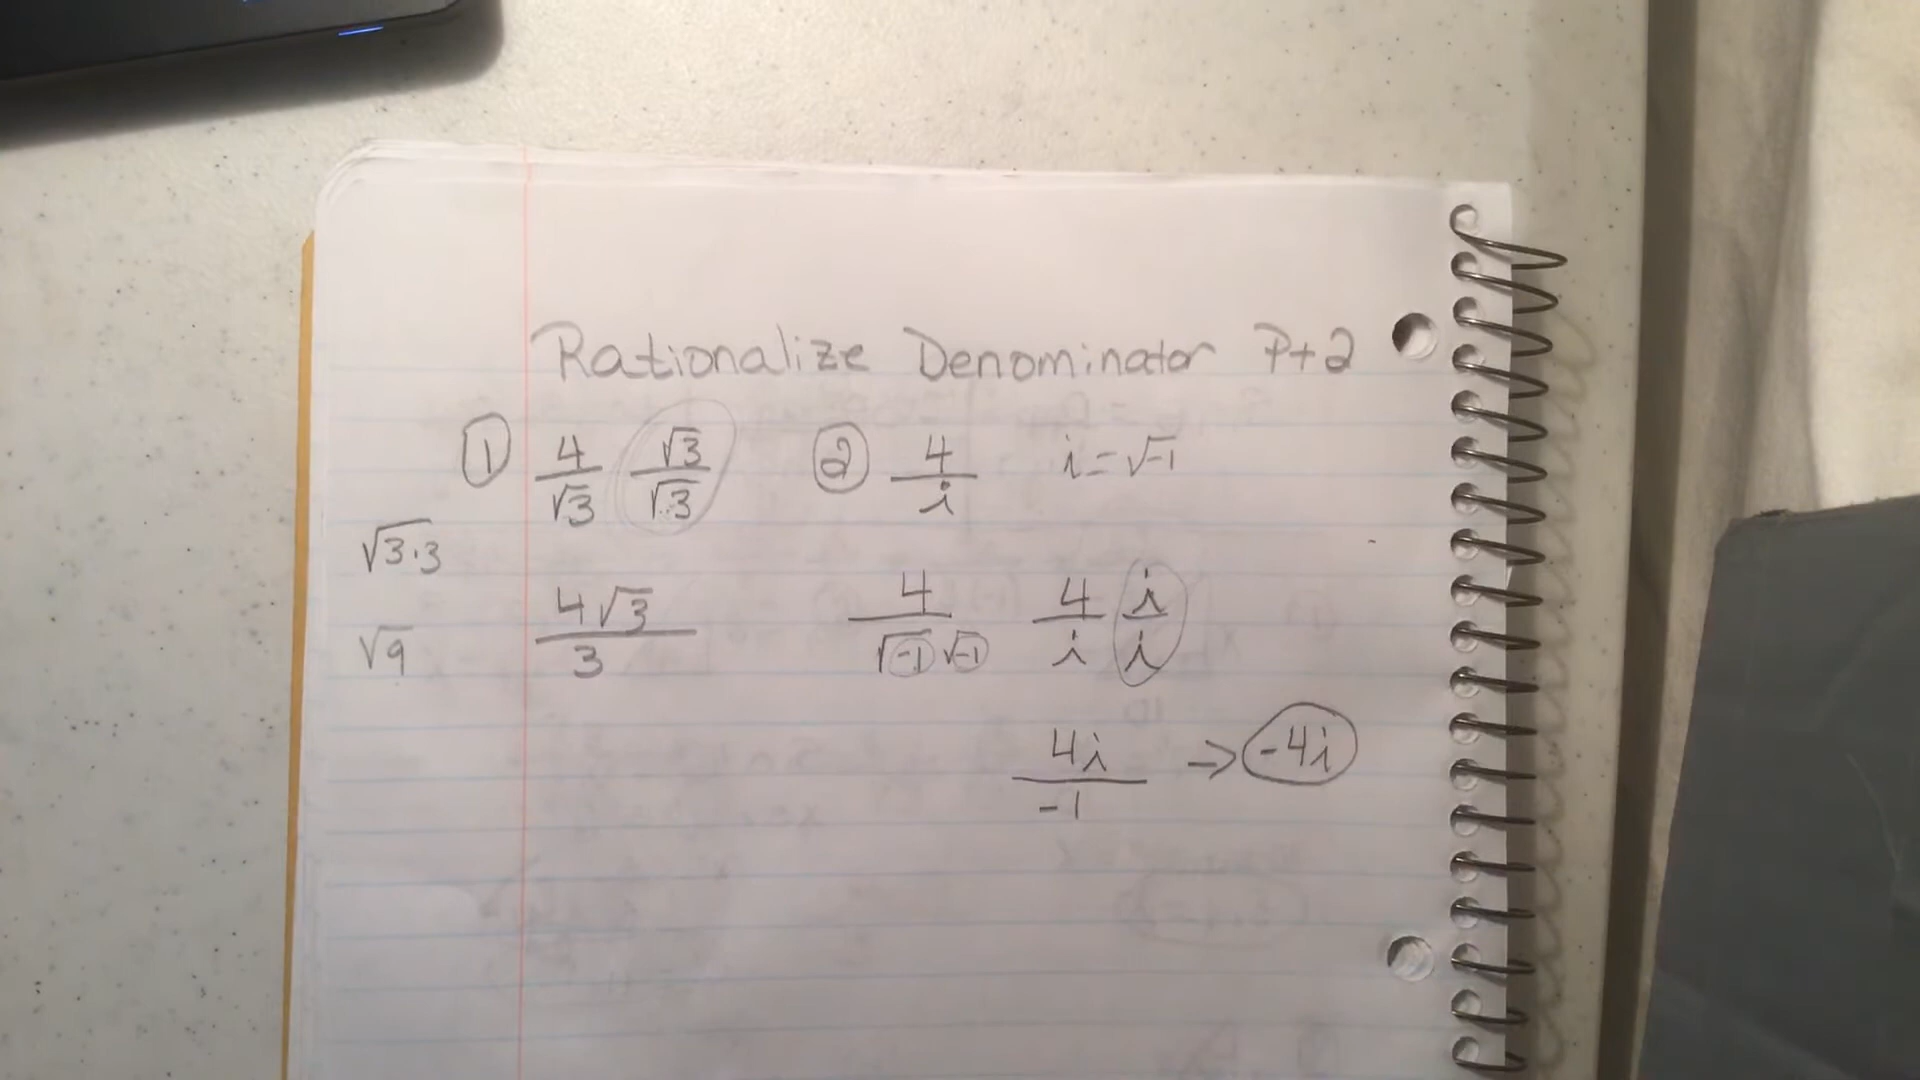 Rationalize Denominator Pt 2
① 4/√3 √3/√3 ② 4/i i=√-1
√3·3
4√3/3 4/√-1√-1 4/i i/i
√9
4i/-1 → -4i